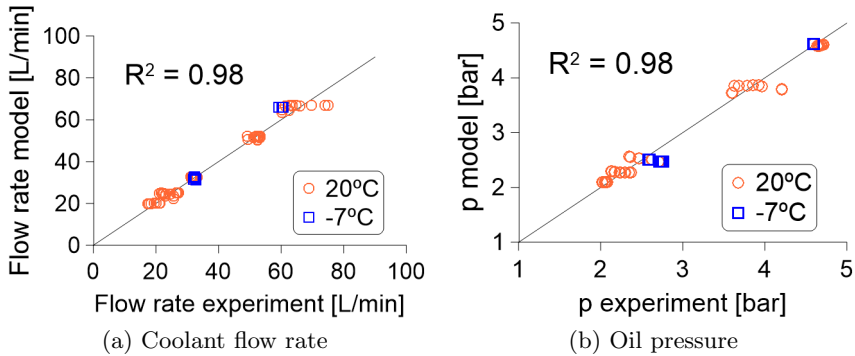 Flow rate model [L/min]
100
80
60
40
20
0
R² = 0.98
20ºC
-7ºC
0 20 40 60 80 100
Flow rate experiment [L/min]
(a) Coolant flow rate
p model [bar]
5
4
3
2
1
R² = 0.98
20ºC
-7ºC
1 2 3 4 5
p experiment [bar]
(b) Oil pressure